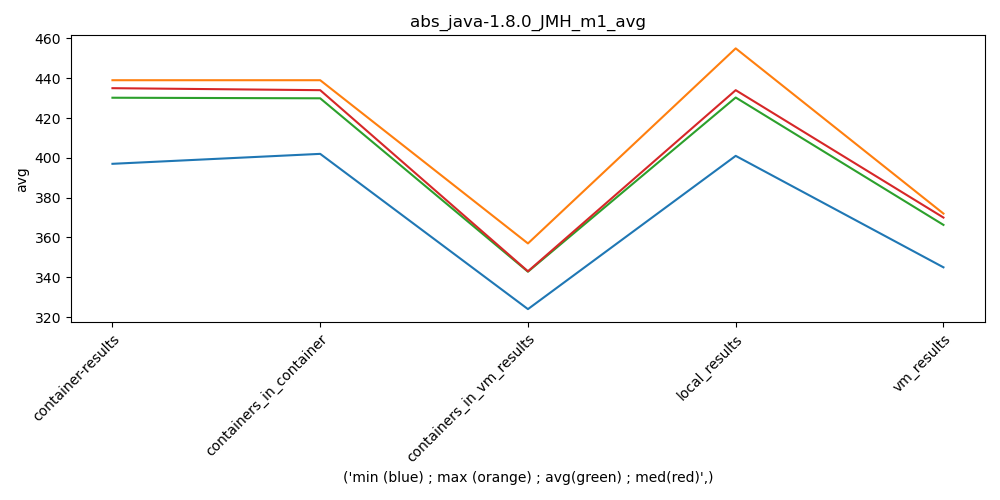 abs_java-1.8.0_JMH_m1_avg
460
440
420
400
380
360
340
320
avg
container-results
containers_in_container
containers_in_vm_results
local_results
vm_results
('min (blue) ; max (orange) ; avg(green) ; med(red)',)